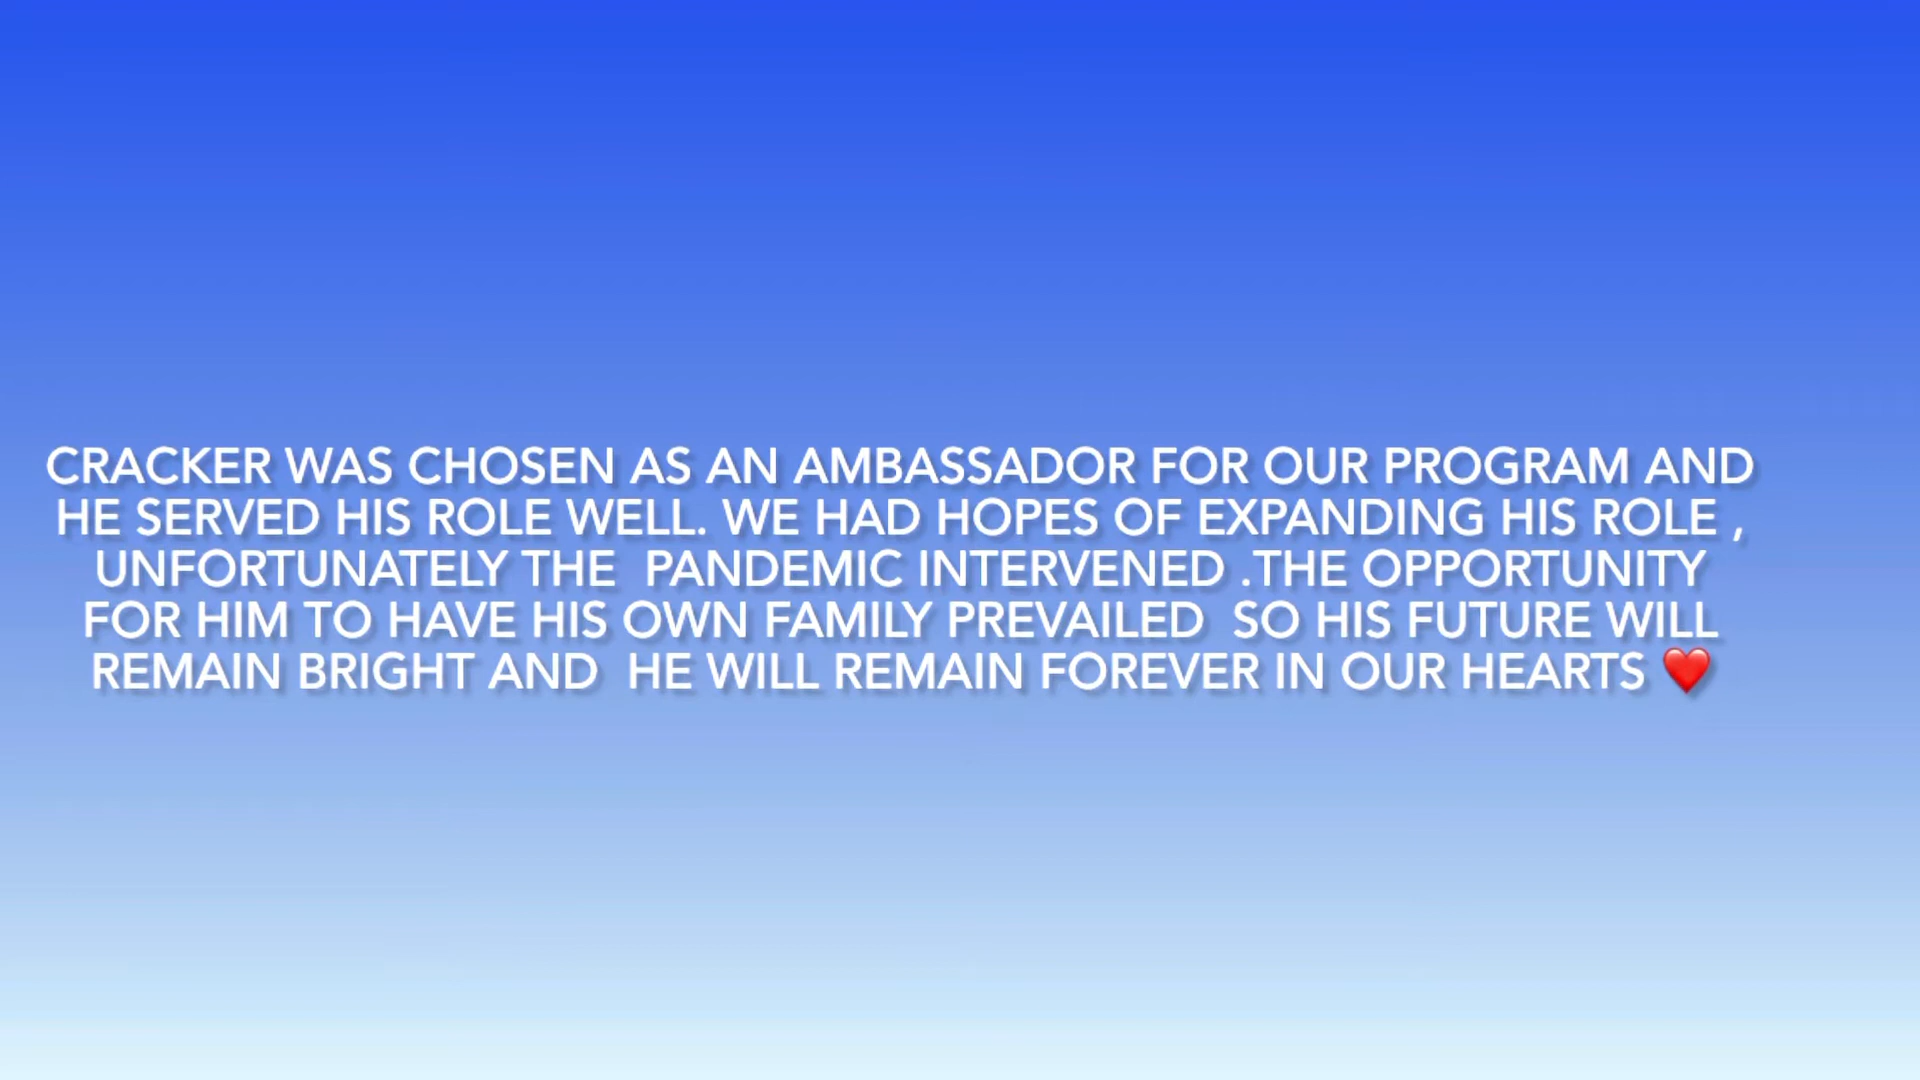 CRACKER WAS CHOSEN AS AN AMBASSADOR FOR OUR PROGRAM AND
HE SERVED HIS ROLE WELL. WE HAD HOPES OF EXPANDING HIS ROLE ,
UNFORTUNATELY THE  PANDEMIC INTERVENED .THE OPPORTUNITY
FOR HIM TO HAVE HIS OWN FAMILY PREVAILED  SO HIS FUTURE WILL
REMAIN BRIGHT AND  HE WILL REMAIN FOREVER IN OUR HEARTS ❤️